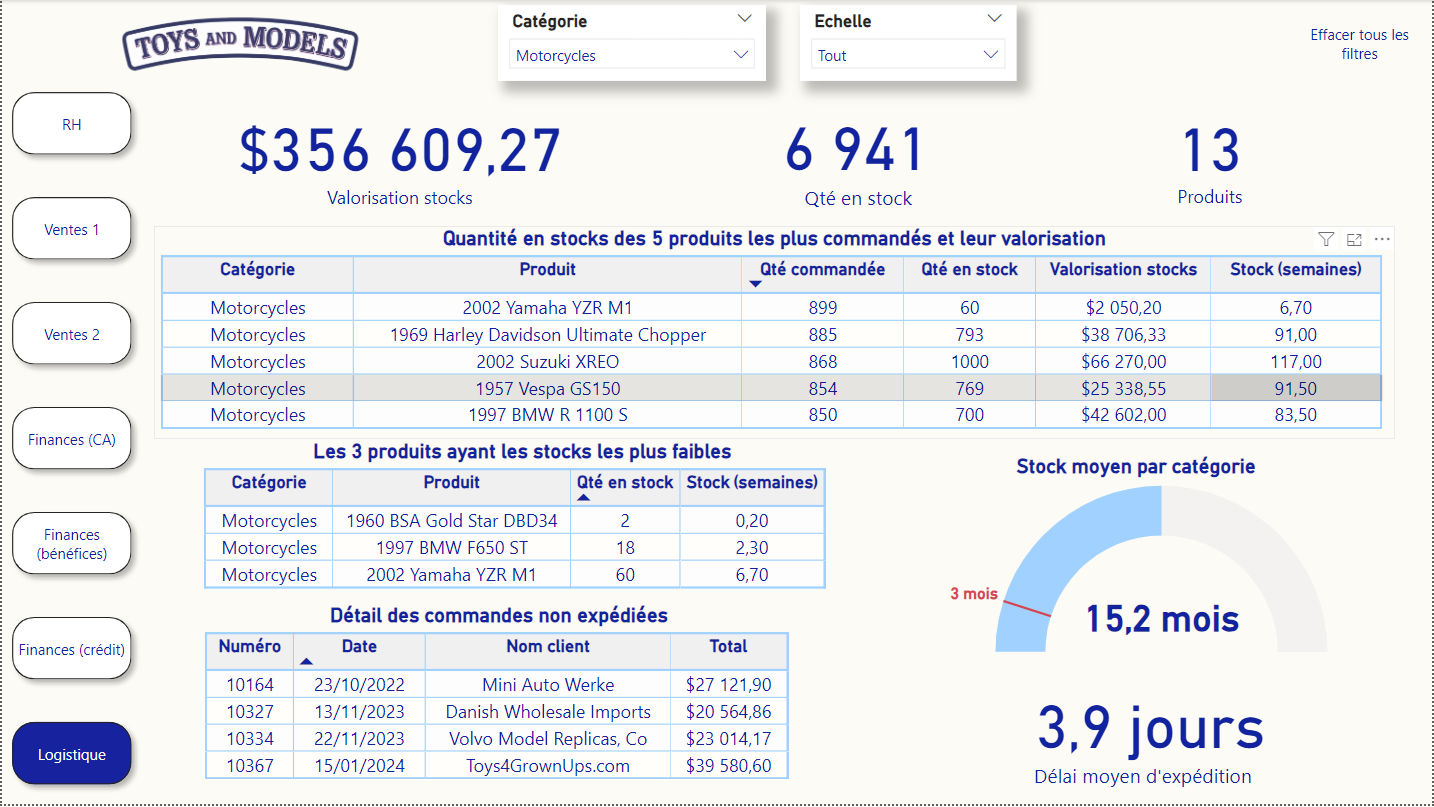 TOYS AND MODELS
Catégorie
Motorcycles
Echelle
Tout
Effacer tous les
filtres
RH
Ventes 1
Ventes 2
Finances (CA)
Finances
(bénéfices)
Finances (crédit)
Logistique
$356 609,27
Valorisation stocks
6 941
Qté en stock
13
Produits
Quantité en stocks des 5 produits les plus commandés et leur valorisation
Catégorie Produit Qté commandée Qté en stock Valorisation stocks Stock (semaines)
Motorcycles 2002 Yamaha YZR M1 899 60 $2 050,20 6,70
Motorcycles 1969 Harley Davidson Ultimate Chopper 885 793 $38 706,33 91,00
Motorcycles 2002 Suzuki XREO 868 1000 $66 270,00 117,00
Motorcycles 1957 Vespa GS150 854 769 $25 338,55 91,50
Motorcycles 1997 BMW R 1100 S 850 700 $42 602,00 83,50
Les 3 produits ayant les stocks les plus faibles
Catégorie Produit Qté en stock Stock (semaines)
Motorcycles 1960 BSA Gold Star DBD34 2 0,20
Motorcycles 1997 BMW F650 ST 18 2,30
Motorcycles 2002 Yamaha YZR M1 60 6,70
Détail des commandes non expédiées
Numéro Date Nom client Total
10164 23/10/2022 Mini Auto Werke $27 121,90
10327 13/11/2023 Danish Wholesale Imports $20 564,86
10334 22/11/2023 Volvo Model Replicas, Co $23 014,17
10367 15/01/2024 Toys4GrownUps.com $39 580,60
Stock moyen par catégorie
3 mois
15,2 mois
3,9 jours
Délai moyen d'expédition